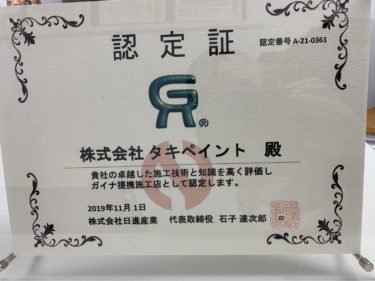 認定証
認定番号 A-21-0361
GR®
株式会社 タキペイント 殿
貴社の卓越した施工技術と知識を高く評価し
ガイナ提携施工店として認定します。
2019年11月1日
株式会社日進産業 代表取締役 石子 達次郎 印